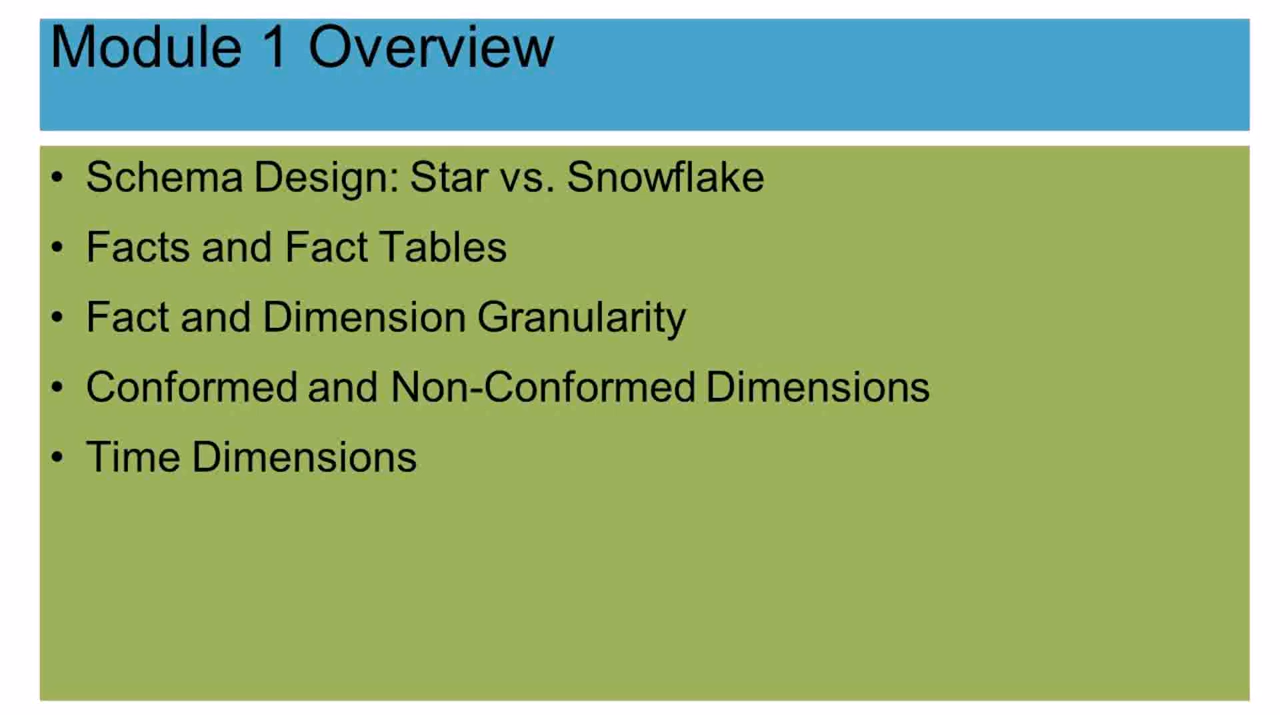 Module 1 Overview
• Schema Design: Star vs. Snowflake
• Facts and Fact Tables
• Fact and Dimension Granularity
• Conformed and Non-Conformed Dimensions
• Time Dimensions